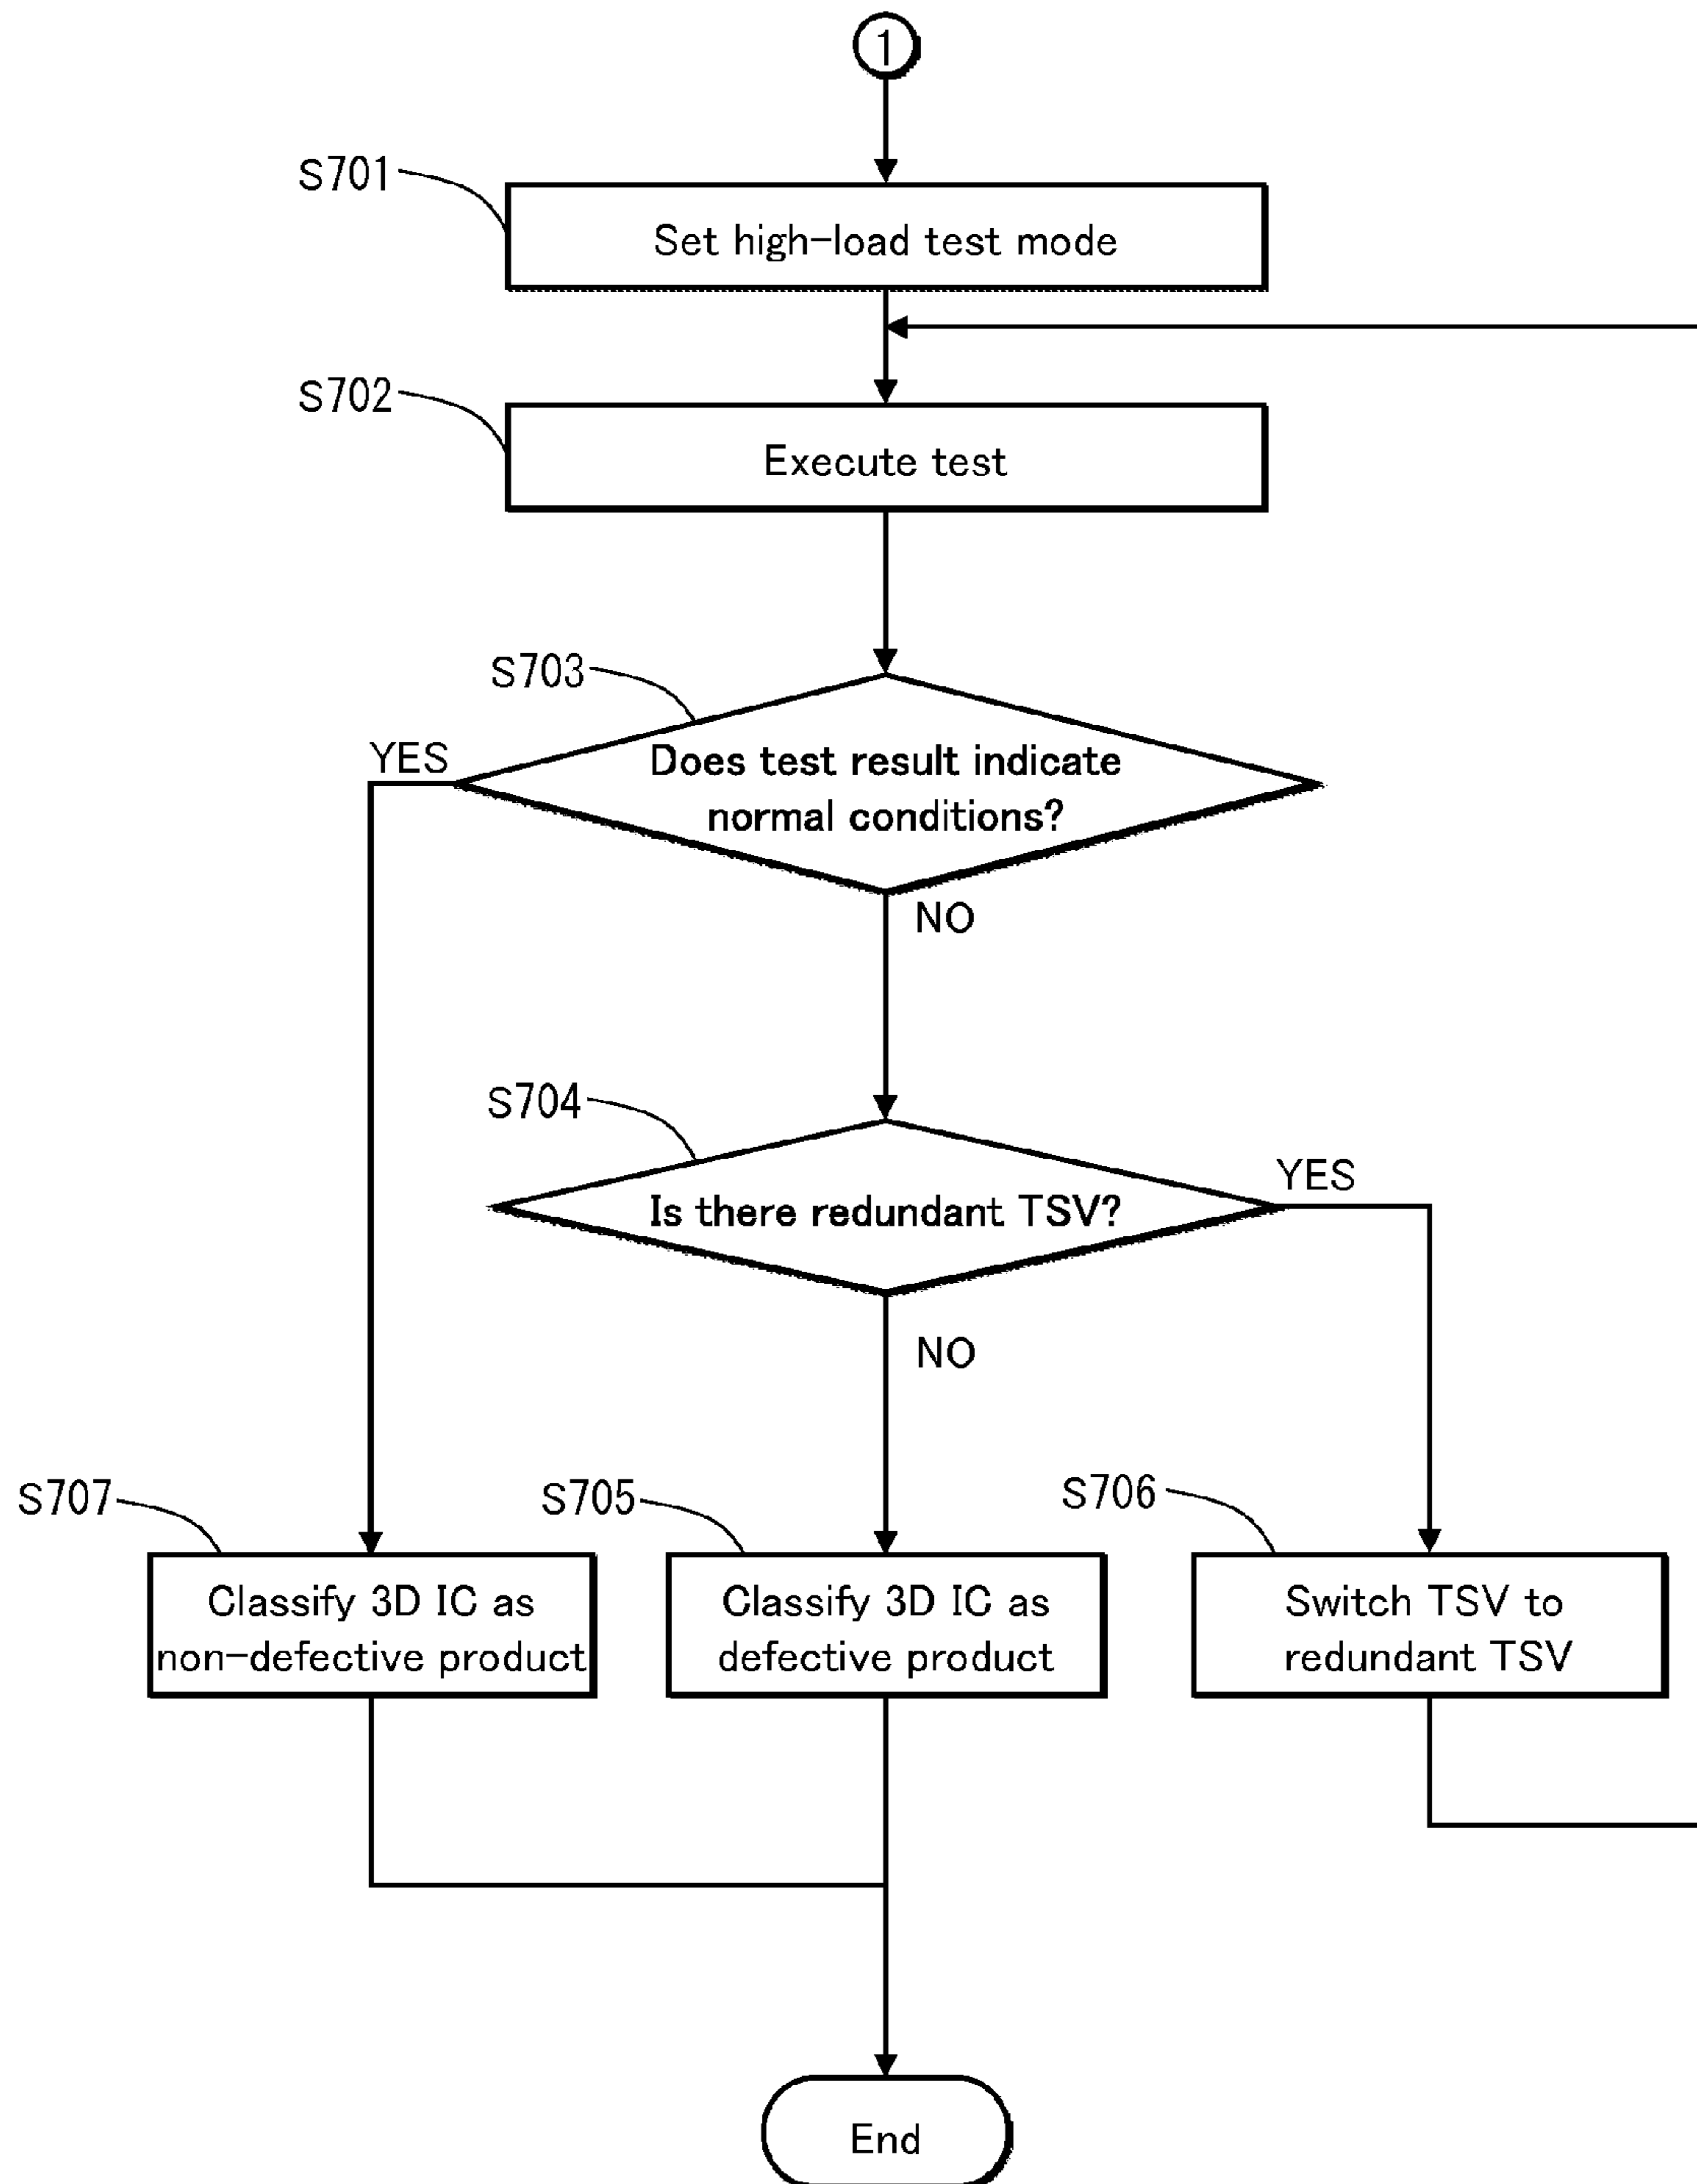 1
S701
Set high-load test mode
S702
Execute test
S703
YES
Does test result indicate
normal conditions?
NO
S704
YES
Is there redundant TSV?
NO
S707
S705
S706
Classify 3D IC as
non-defective product
Classify 3D IC as
defective product
Switch TSV to
redundant TSV
End